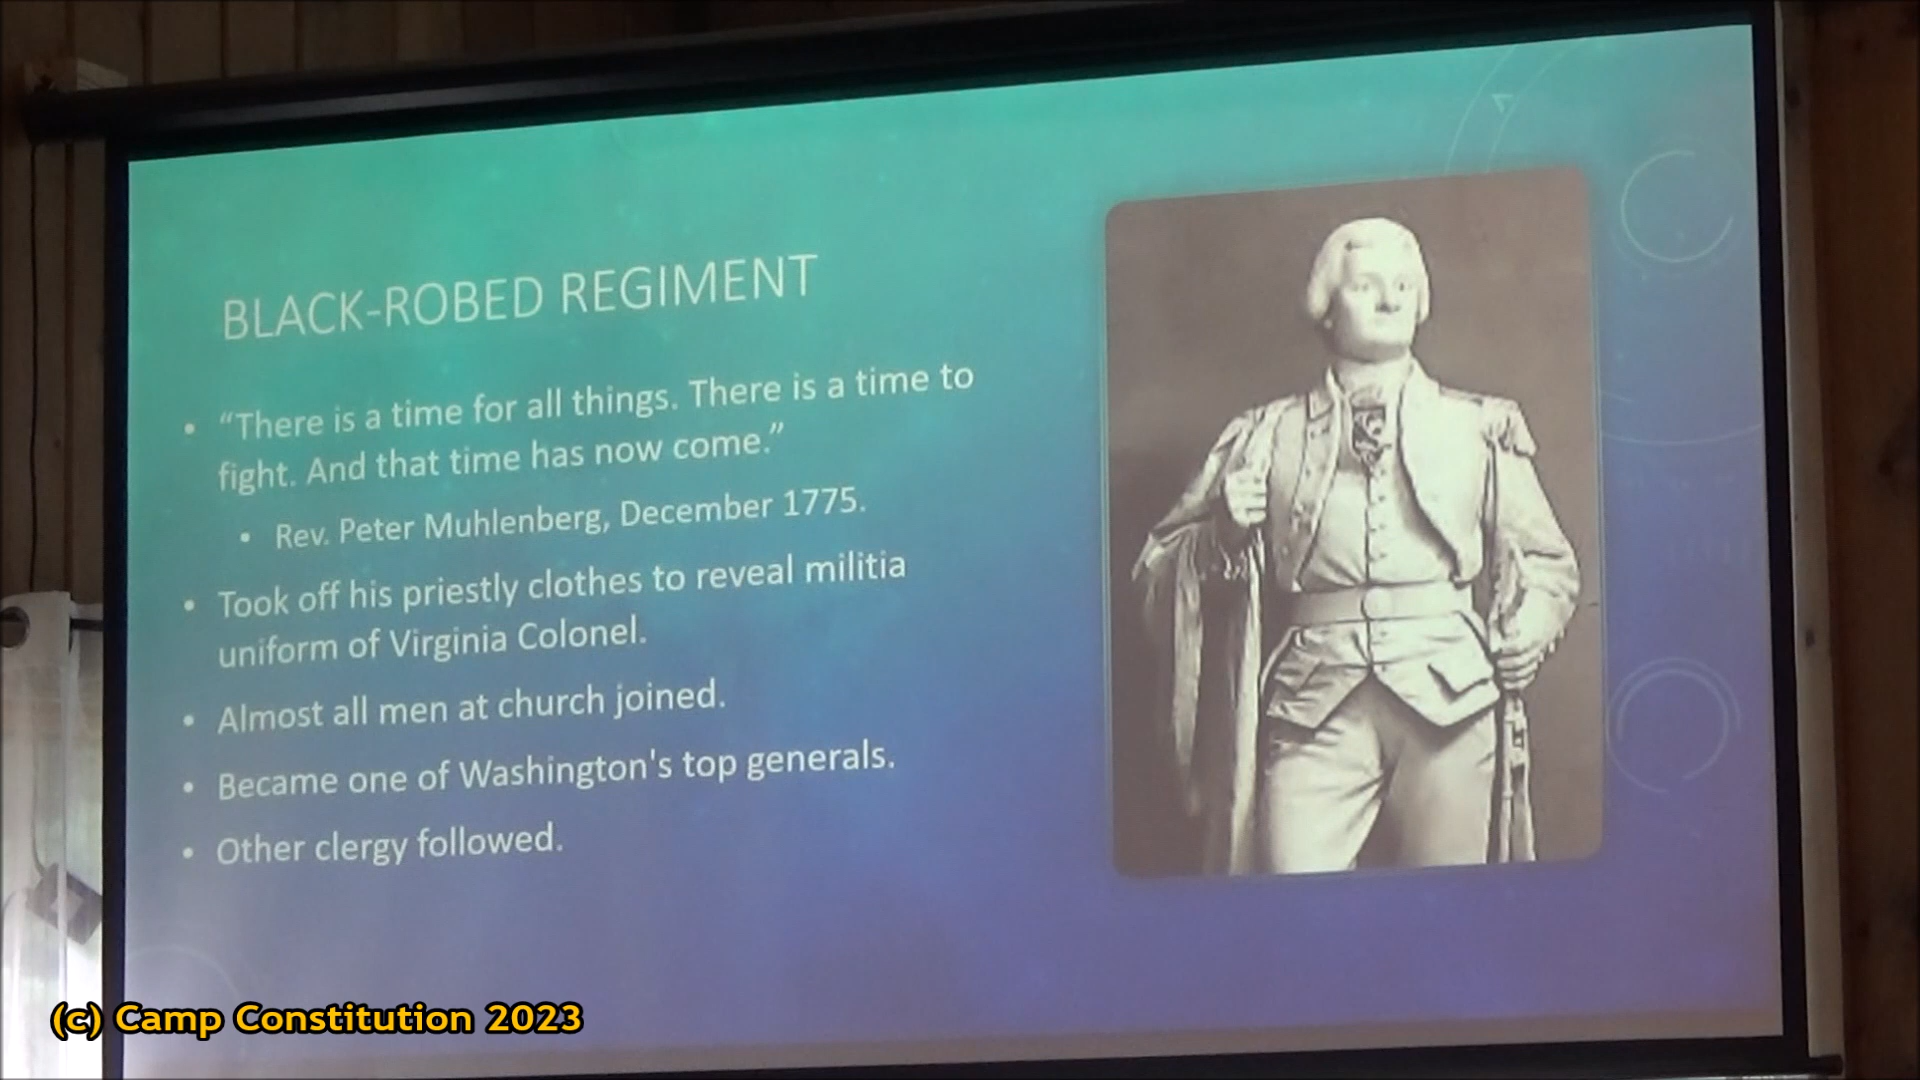 BLACK-ROBED REGIMENT
• “There is a time for all things. There is a time to
fight. And that time has now come.”
• Rev. Peter Muhlenberg, December 1775.
• Took off his priestly clothes to reveal militia
uniform of Virginia Colonel.
• Almost all men at church joined.
• Became one of Washington's top generals.
• Other clergy followed.
(c) Camp Constitution 2023